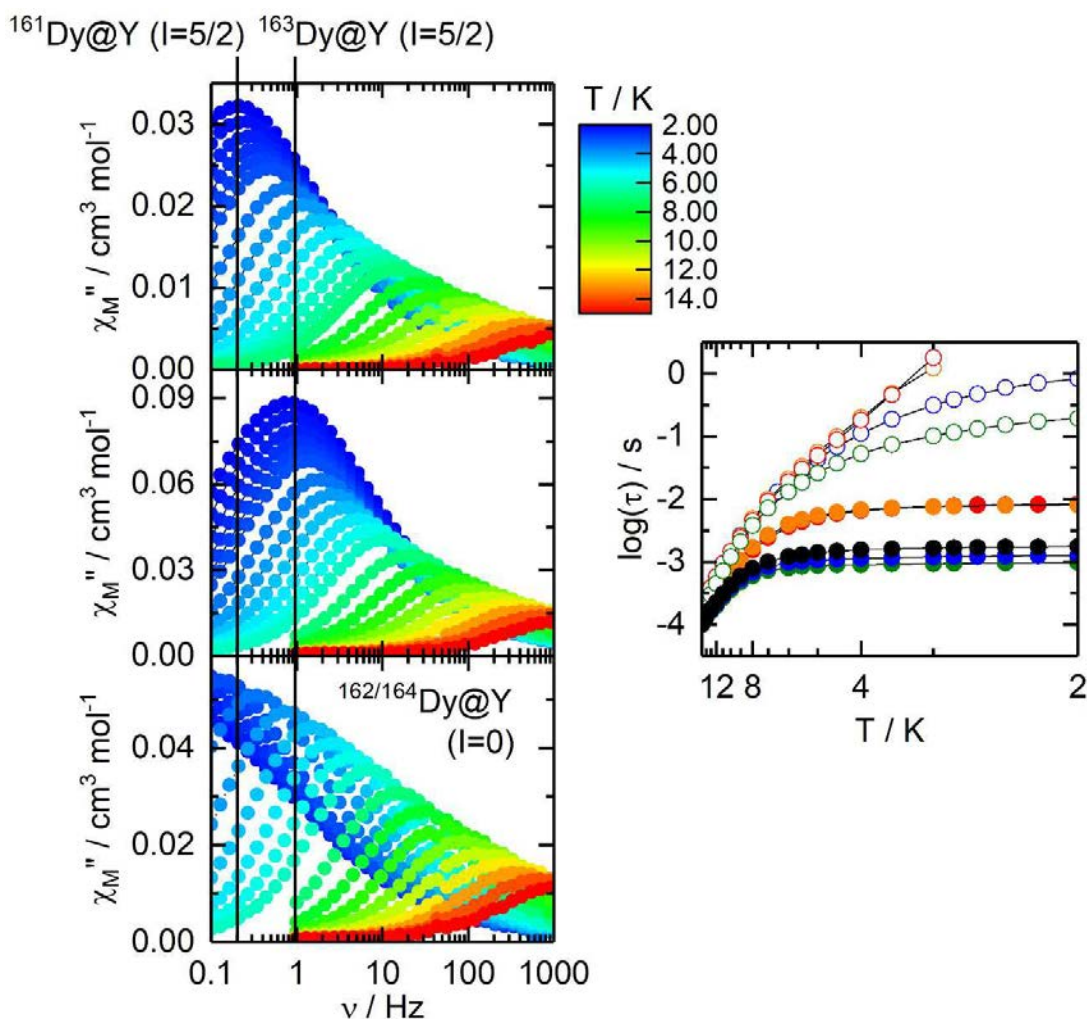 ¹⁶¹Dy@Y (I=5/2) ¹⁶³Dy@Y (I=5/2)
T / K
0.03
0.02
0.01
0.00
χM'' / cm³ mol⁻¹
2.00
4.00
6.00
8.00
10.0
12.0
14.0
0.09
0.06
0.03
0.00
χM'' / cm³ mol⁻¹
¹⁶²/¹⁶⁴Dy@Y
(I=0)
0.04
0.02
0.00
χM'' / cm³ mol⁻¹
0.1 1 10 100 1000
ν / Hz
0
-1
-2
-3
-4
log(τ) / s
12 8 4 2
T / K